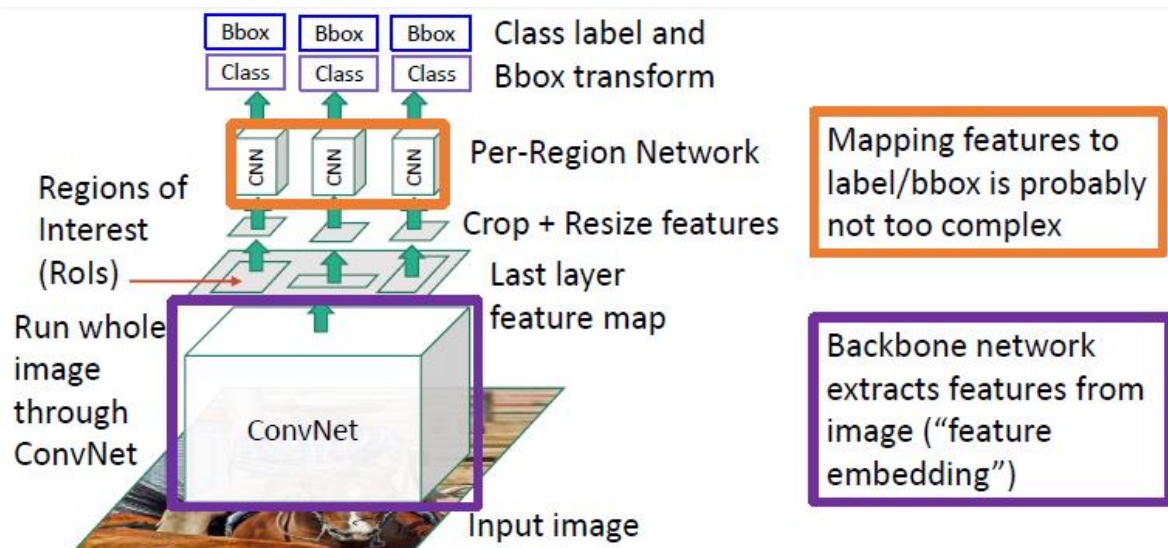 Bbox Bbox Bbox
Class Class Class
Class label and
Bbox transform
CNN CNN CNN
Per-Region Network
Mapping features to
label/bbox is probably
not too complex
Regions of
Interest
(RoIs)
Crop + Resize features
Last layer
feature map
Run whole
image
through
ConvNet
ConvNet
Backbone network
extracts features from
image (“feature
embedding”)
Input image